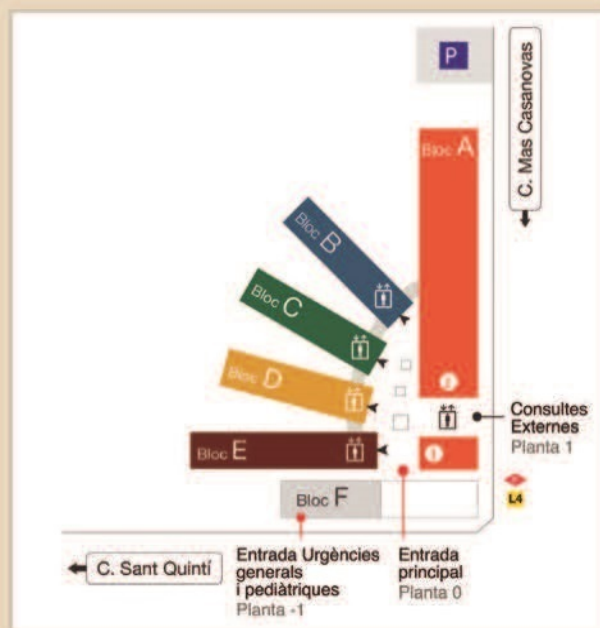 P
C. Mas Casanovas
Bloc A
Bloc B
Bloc C
Bloc D
Bloc E
Bloc F
Consultes
Externes
Planta 1
L4
Entrada Urgències
generals
i pediàtriques
Planta -1
Entrada
principal
Planta 0
C. Sant Quintí